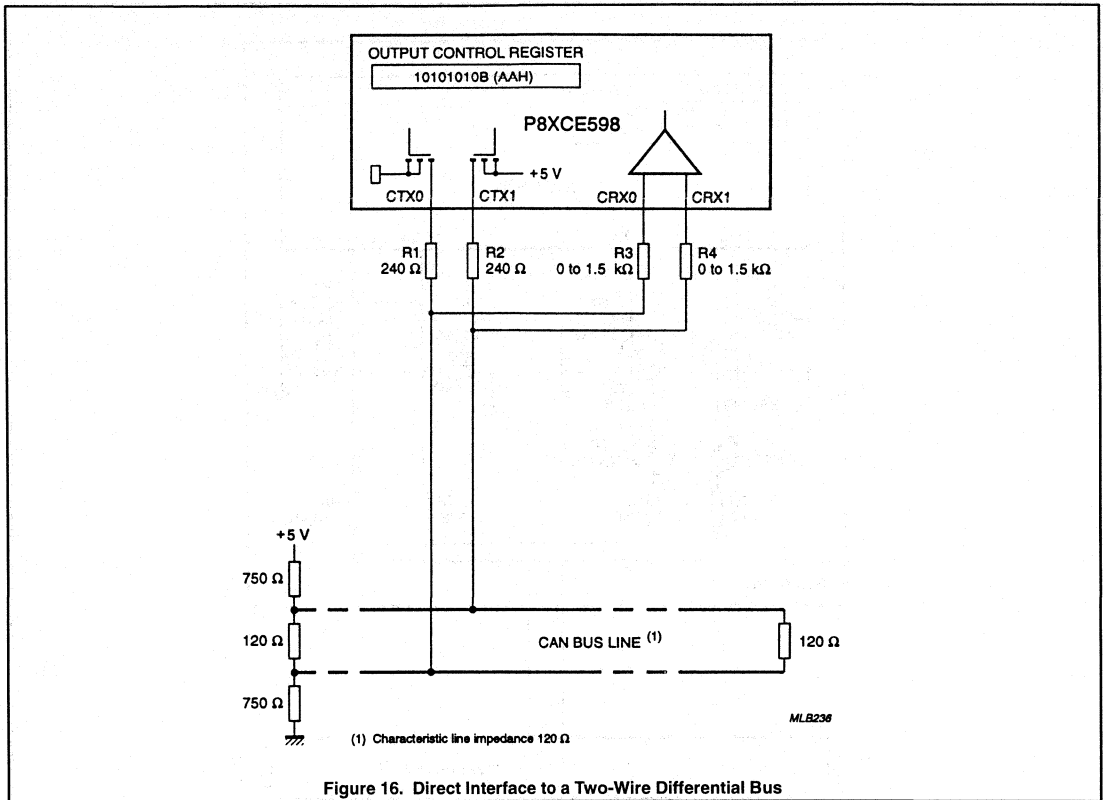 OUTPUT CONTROL REGISTER
10101010B (AAH)
P8XCE598
+5 V
CTX0
CTX1
CRX0
CRX1
R1
240 Ω
R2
240 Ω
R3
0 to 1.5 kΩ
R4
0 to 1.5 kΩ
+5 V
750 Ω
120 Ω
CAN BUS LINE (1)
120 Ω
750 Ω
MLB236
(1) Characteristic line impedance 120 Ω
Figure 16. Direct Interface to a Two-Wire Differential Bus